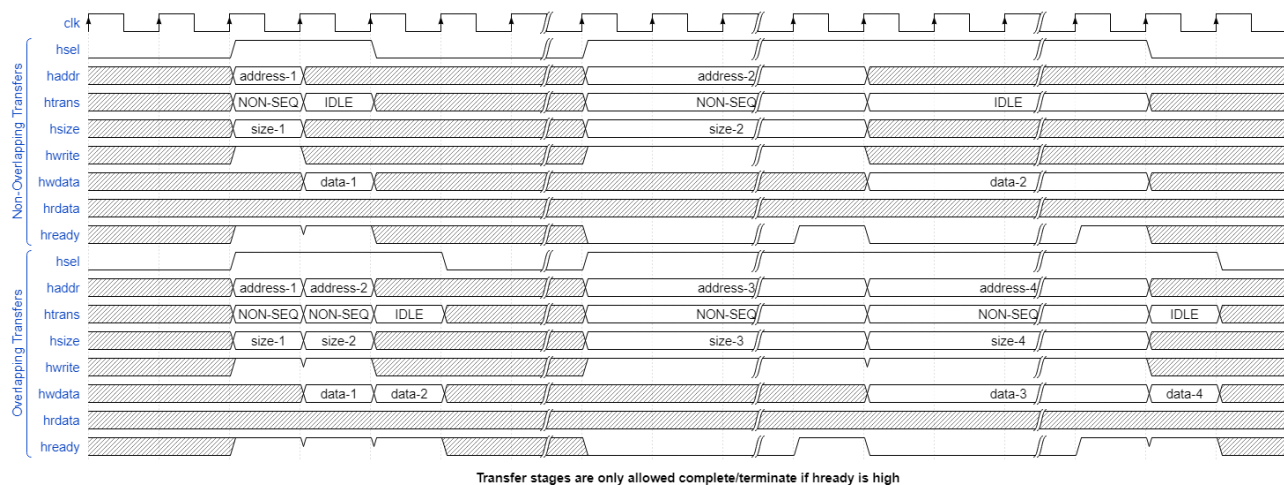 clk
Non-Overlapping Transfers
hsel
haddr address-1 address-2
htrans NON-SEQ IDLE NON-SEQ IDLE
hsize size-1 size-2
hwrite
hwdata data-1 data-2
hrdata
hready
Overlapping Transfers
hsel
haddr address-1 address-2 address-3 address-4
htrans NON-SEQ NON-SEQ IDLE NON-SEQ NON-SEQ IDLE
hsize size-1 size-2 size-3 size-4
hwrite
hwdata data-1 data-2 data-3 data-4
hrdata
hready
Transfer stages are only allowed complete/terminate if hready is high